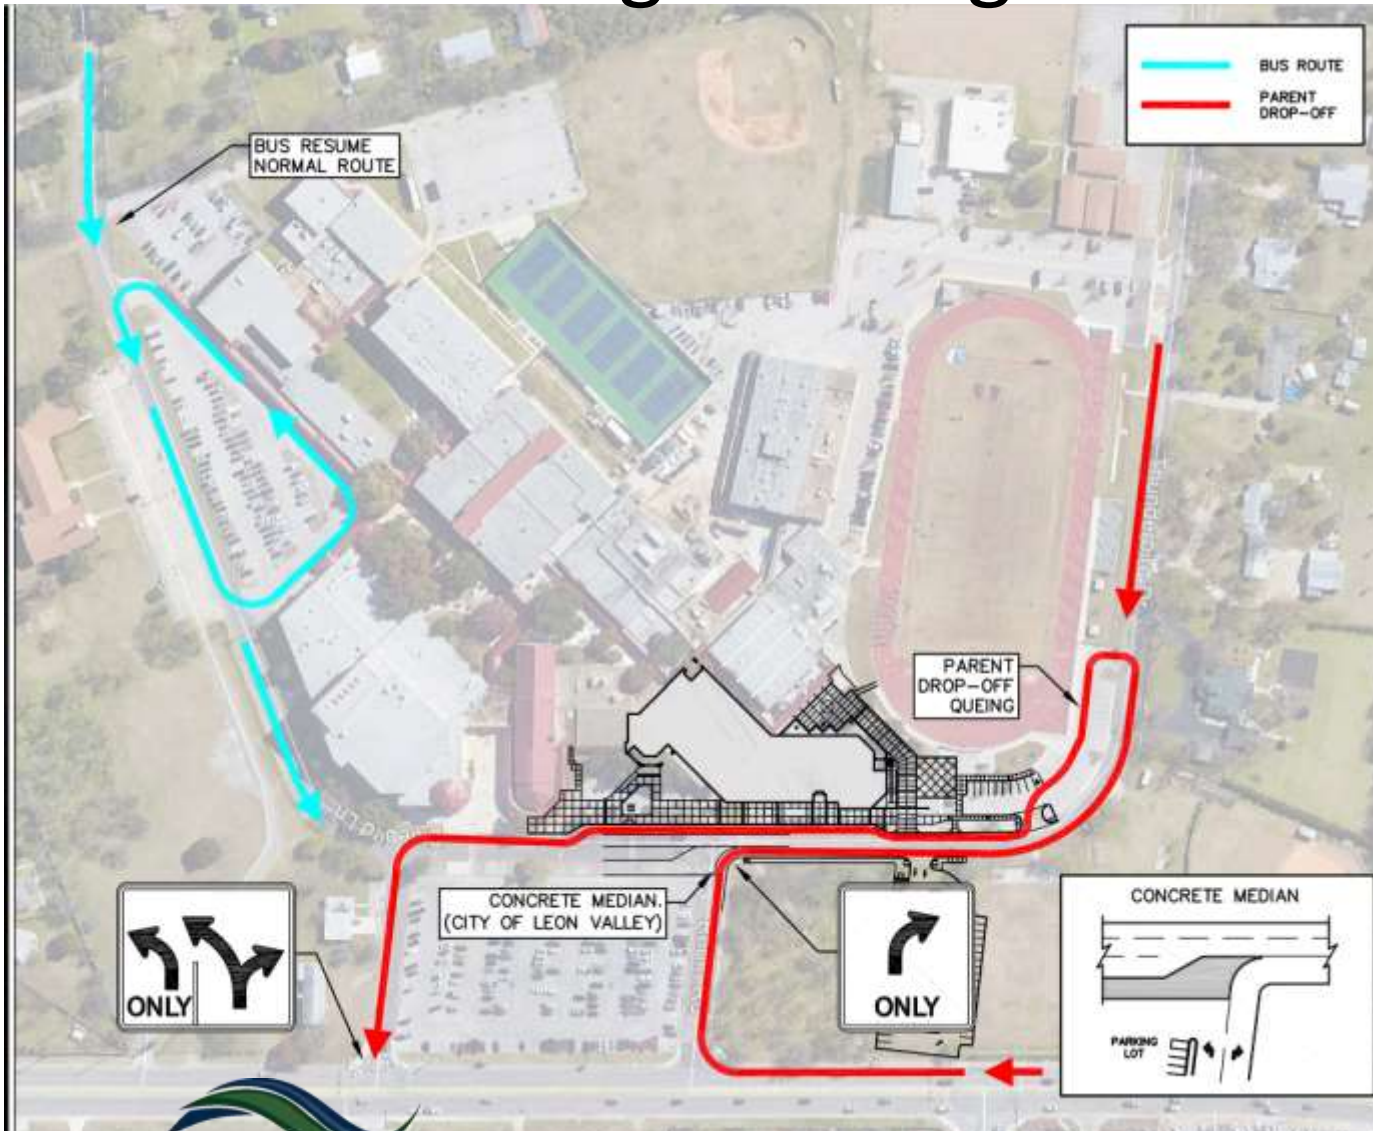 BUS ROUTE
PARENT
DROP-OFF
BUS RESUME
NORMAL ROUTE
PARENT
DROP-OFF
QUEING
CONCRETE MEDIAN.
(CITY OF LEON VALLEY)
ONLY
ONLY
CONCRETE MEDIAN
PARKING
LOT